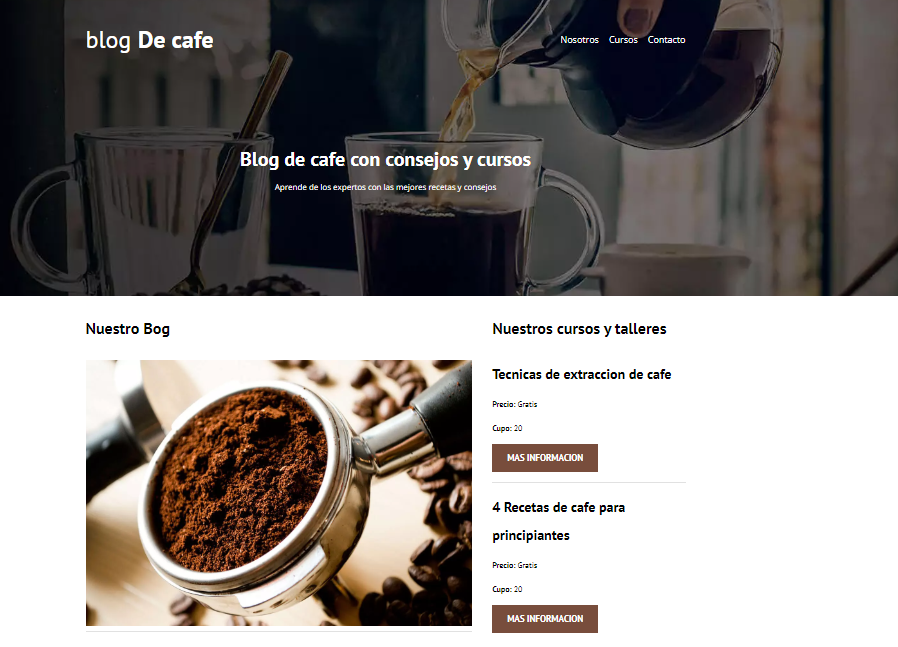 blog De cafe
Nosotros Cursos Contacto
Blog de cafe con consejos y cursos
Aprende de los expertos con las mejores recetas y consejos
Nuestro Bog
Nuestros cursos y talleres
Tecnicas de extraccion de cafe
Precio: Gratis
Cupo: 20
MAS INFORMACION
4 Recetas de cafe para
principiantes
Precio: Gratis
Cupo: 20
MAS INFORMACION